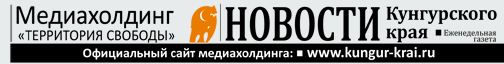 Медиахолдинг
«ТЕРРИТОРИЯ СВОБОДЫ»
НОВОСТИ
Кунгурского
края ■ Еженедельная
газета
Официальный сайт медиахолдинга: ■ www.kungur-krai.ru